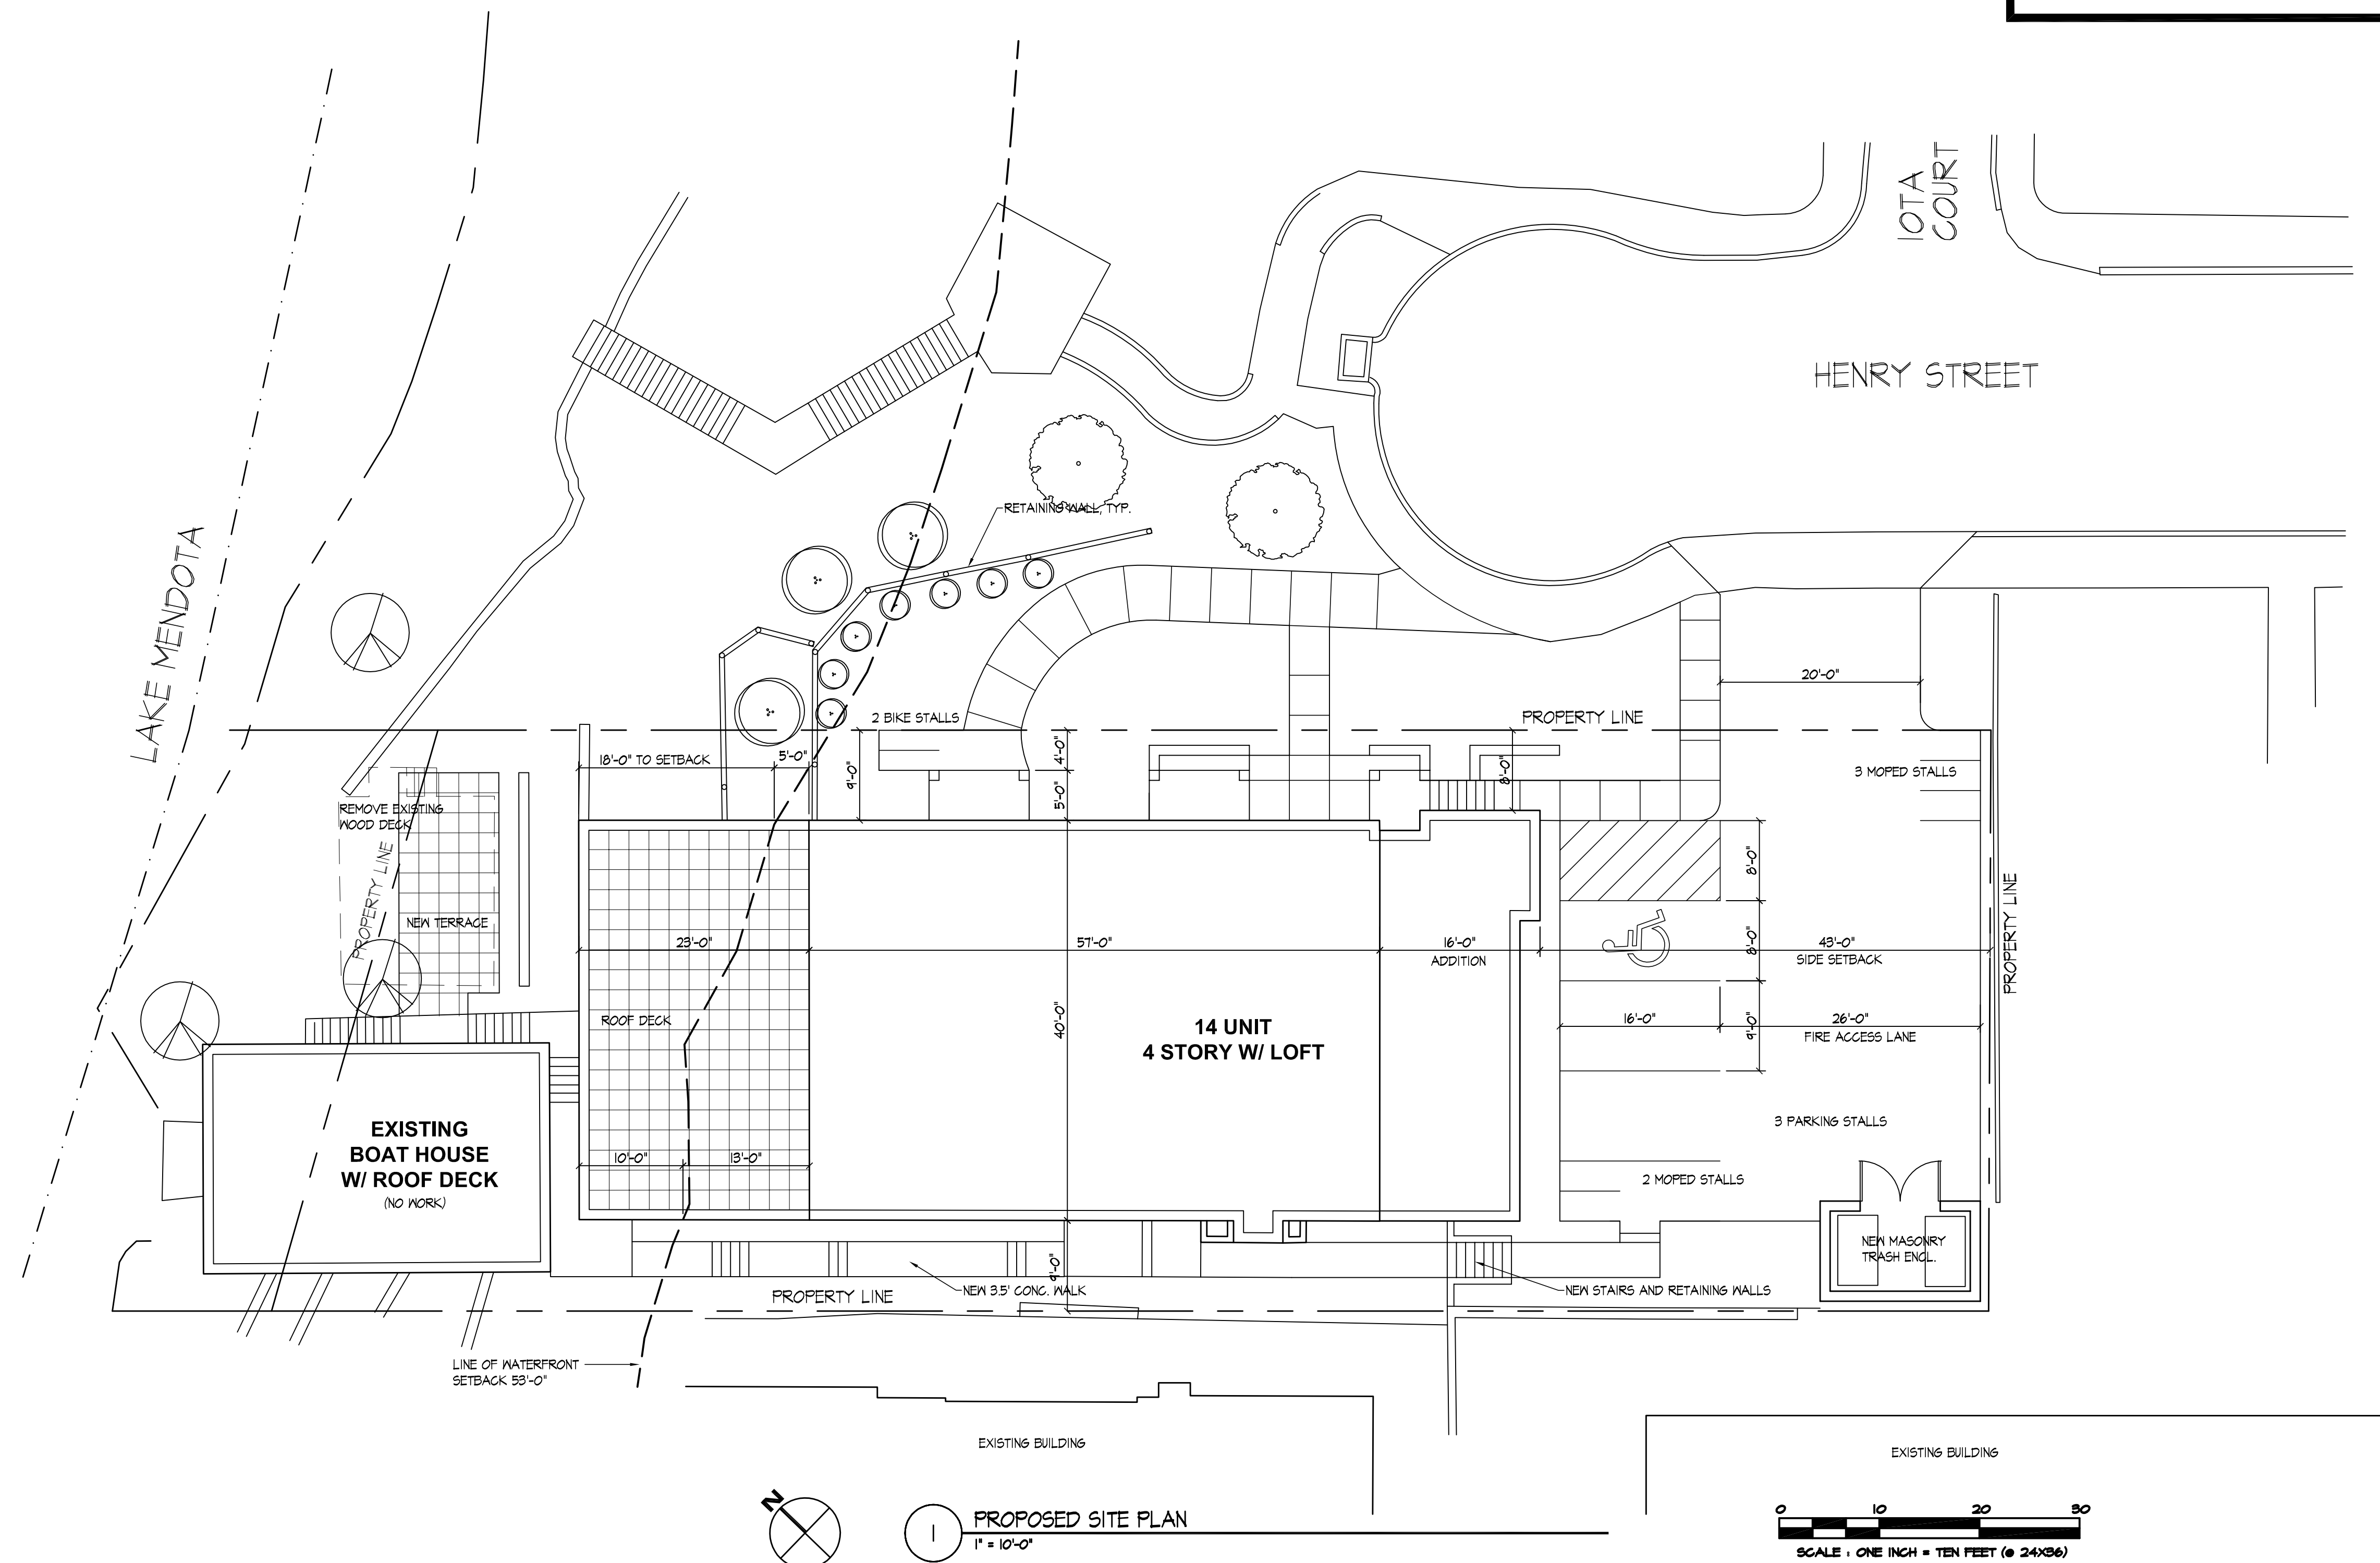 IOTA
COURT
HENRY STREET
LAKE MENDOTA
RETAINING WALL, TYP.
20'-0"
2 BIKE STALLS
PROPERTY LINE
18'-0" TO SETBACK
5'-0"
9'-0"
4'-0"
5'-0"
8'-0"
3 MOPED STALLS
REMOVE EXISTING
WOOD DECK
PROPERTY LINE
NEW TERRACE
8'-0"
PROPERTY LINE
23'-0"
57'-0"
16'-0"
ADDITION
8'-0"
43'-0"
SIDE SETBACK
ROOF DECK
40'-0"
14 UNIT
4 STORY W/ LOFT
16'-0"
9'-0"
26'-0"
FIRE ACCESS LANE
EXISTING
BOAT HOUSE
W/ ROOF DECK
(NO WORK)
10'-0"
13'-0"
3 PARKING STALLS
2 MOPED STALLS
NEW MASONRY
TRASH ENCL.
9'-0"
PROPERTY LINE
NEW 3.5' CONC. WALK
NEW STAIRS AND RETAINING WALLS
LINE OF WATERFRONT
SETBACK 53'-0"
EXISTING BUILDING
EXISTING BUILDING
N
1
PROPOSED SITE PLAN
1" = 10'-0"
0 10 20 30
SCALE : ONE INCH = TEN FEET (@ 24X36)